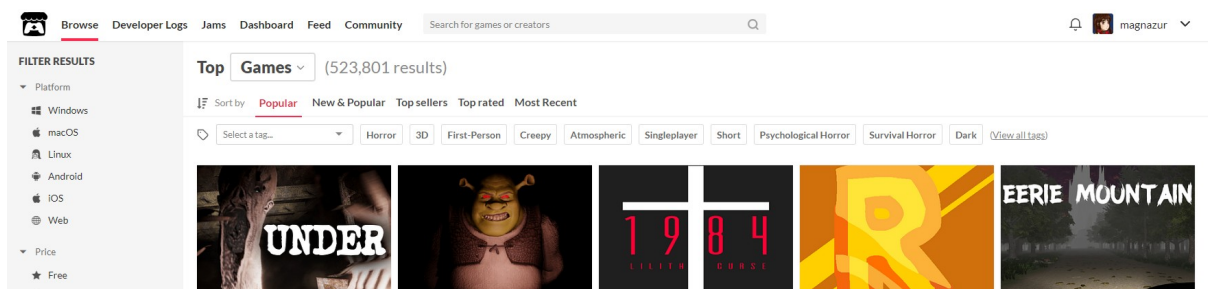 Browse Developer Logs Jams Dashboard Feed Community Search for games or creators magnazur
FILTER RESULTS
Platform
Windows
macOS
Linux
Android
iOS
Web
Price
Free
Top Games (523,801 results)
Sort by Popular New & Popular Top sellers Top rated Most Recent
Select a tag... Horror 3D First-Person Creepy Atmospheric Singleplayer Short Psychological Horror Survival Horror Dark (View all tags)
UNDER
1984
LILITH CURSE
R
EERIE MOUNTAIN